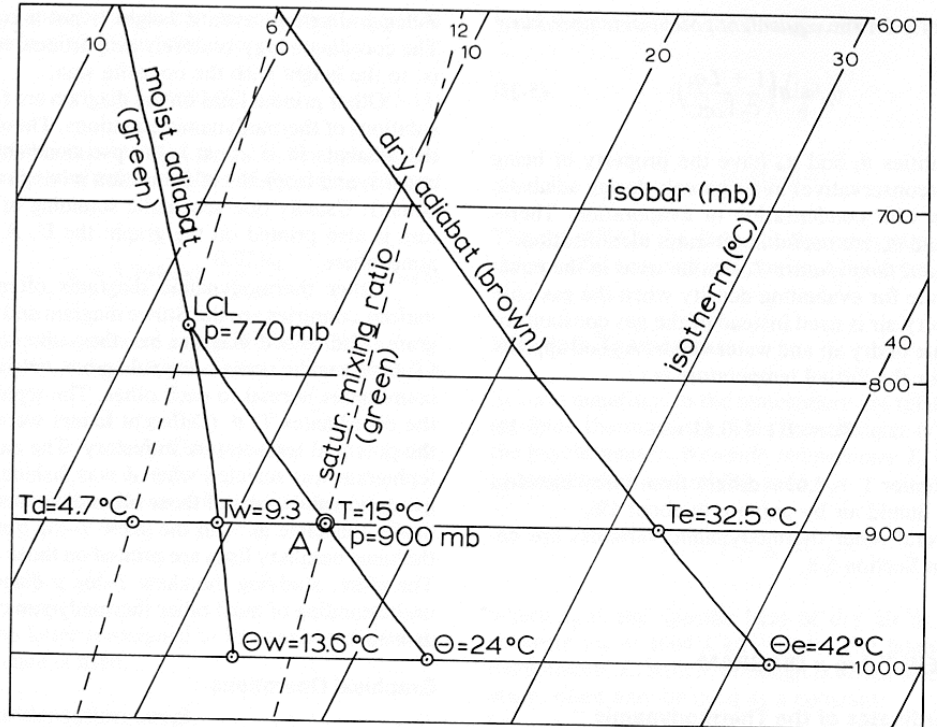 10
6
0
12
10
20
30
600
most adiabat
(green)
dry adiabat (brown)
isobar (mb)
700
LCL
p=770 mb
satur. mixing ratio
(green)
isotherm(°C)
40
800
Td=4.7°C
Tw=9.3
T=15°C
Te=32.5°C
A
p=900 mb
900
Θw=13.6°C
Θ=24°C
Θe=42°C
1000